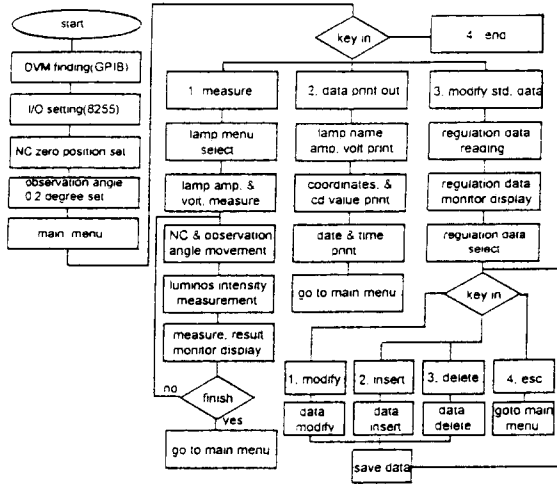 start
DVM finding(GPIB)
I/O setting(8255)
NC zero position set
observation angle
0.2 degree set
main menu
key in
4. end
1. measure
lamp menu
select
lamp amp. &
volt. measure
NC & observation
angle movement
luminos intensity
measurement
measure, result
monitor display
no
finish
yes
go to main menu
2. data print out
lamp name
amp, volt print
coordinates, &
cd value print
date & time
print
go to main menu
3. modify std. data
regulation data
reading
regulation data
monitor display
regulation data
select
key in
1. modify
2. insert
3. delete
4. esc
data
modify
data
insert
data
delete
goto main
menu
save data